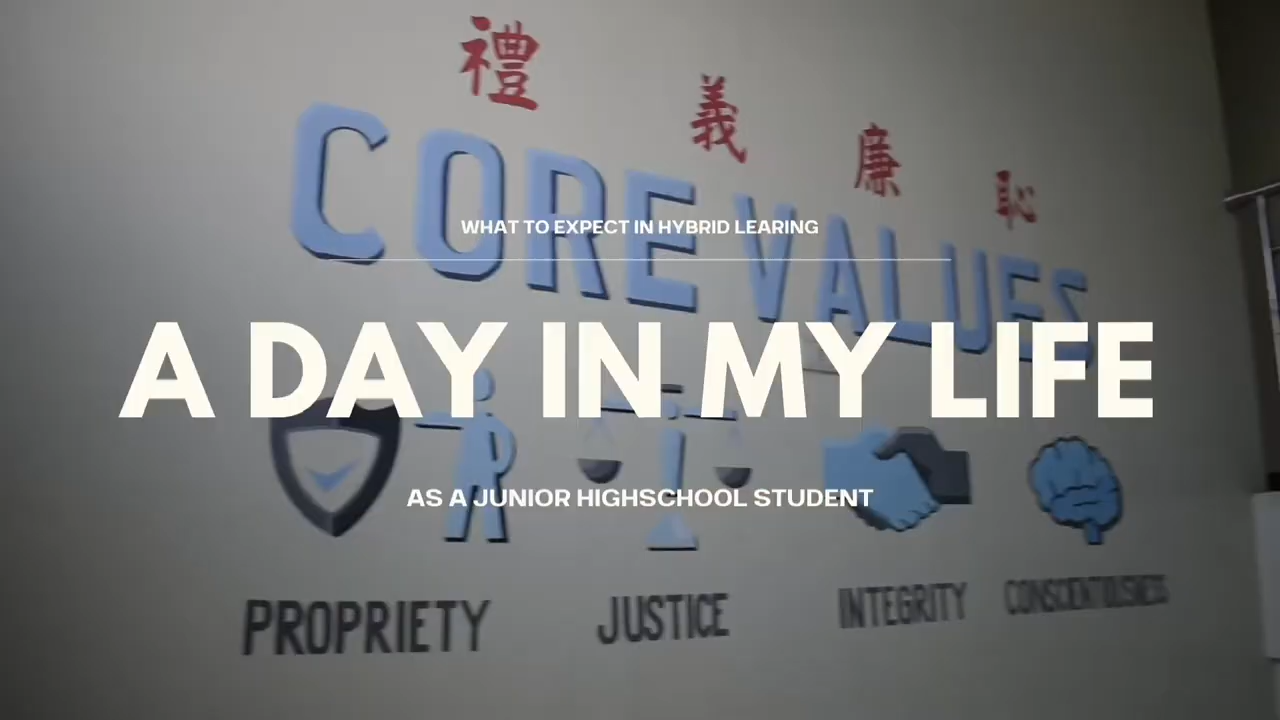 禮 義 廉 恥
CORE VALUES
WHAT TO EXPECT IN HYBRID LEARING
A DAY IN MY LIFE
AS A JUNIOR HIGHSCHOOL STUDENT
PROPRIETY JUSTICE INTEGRITY CONSCIENTIOUSNESS